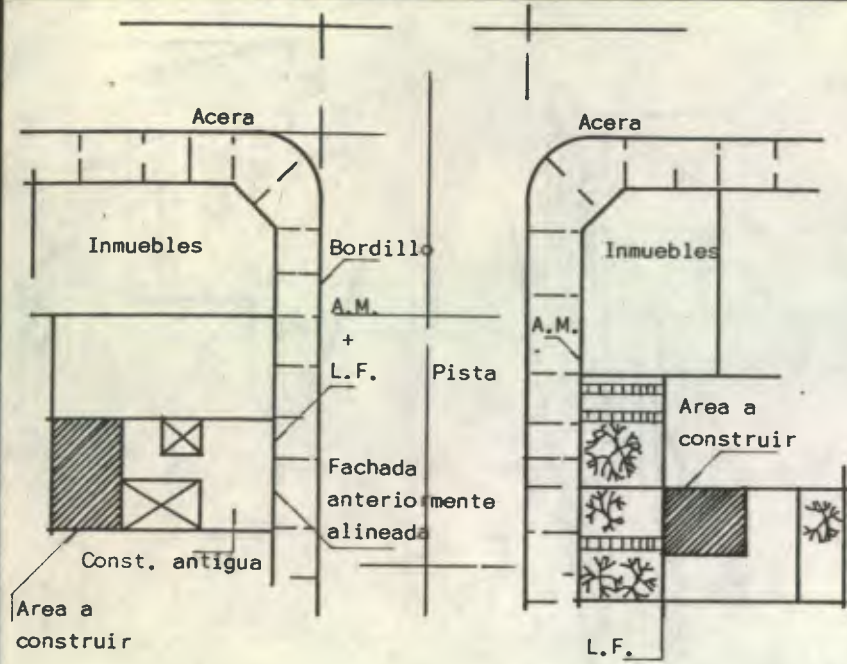 Acera
Acera
Inmuebles
Bordillo
Inmuebles
A.M.
+
L.F.
Pista
A.M.
Area a
construir
Fachada
anteriormente
alineada
Const. antigua
Area a
construir
L.F.